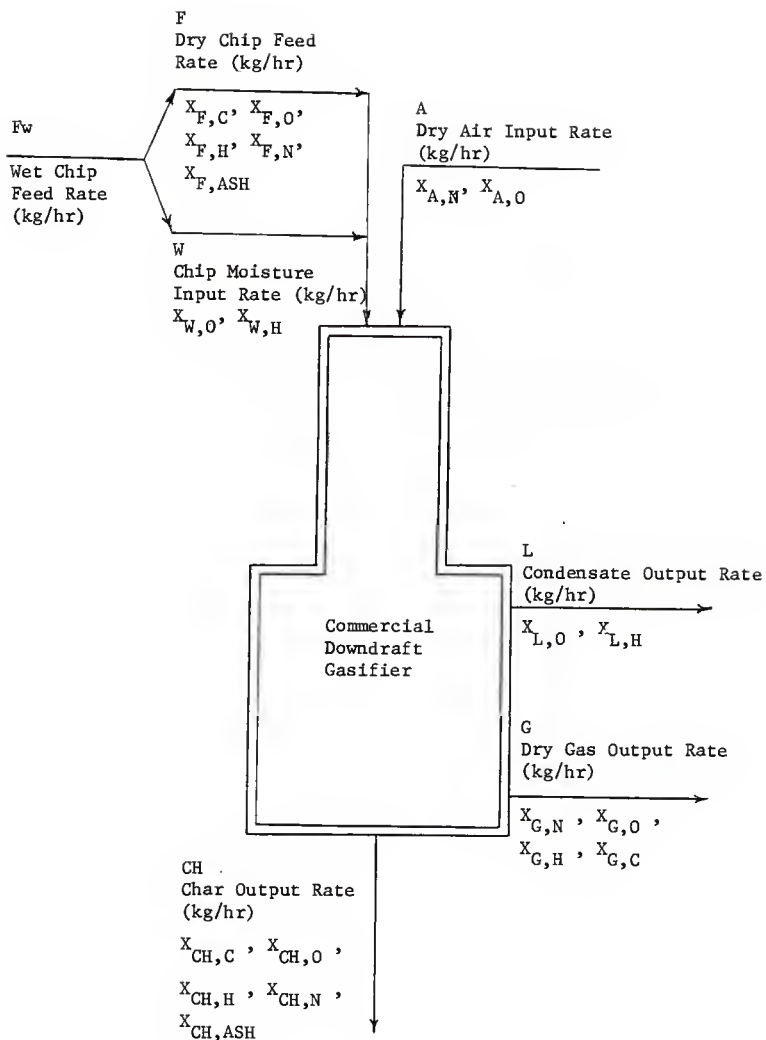 F
Dry Chip Feed
Rate (kg/hr)
X_F,C, X_F,O,
X_F,H, X_F,N,
X_F,ASH
Fw
Wet Chip
Feed Rate
(kg/hr)
W
Chip Moisture
Input Rate (kg/hr)
X_W,O, X_W,H
A
Dry Air Input Rate
(kg/hr)
X_A,N, X_A,O
Commercial
Downdraft
Gasifier
L
Condensate Output Rate
(kg/hr)
X_L,O , X_L,H
G
Dry Gas Output Rate
(kg/hr)
X_G,N , X_G,O ,
X_G,H , X_G,C
CH
Char Output Rate
(kg/hr)
X_CH,C , X_CH,O ,
X_CH,H , X_CH,N ,
X_CH,ASH